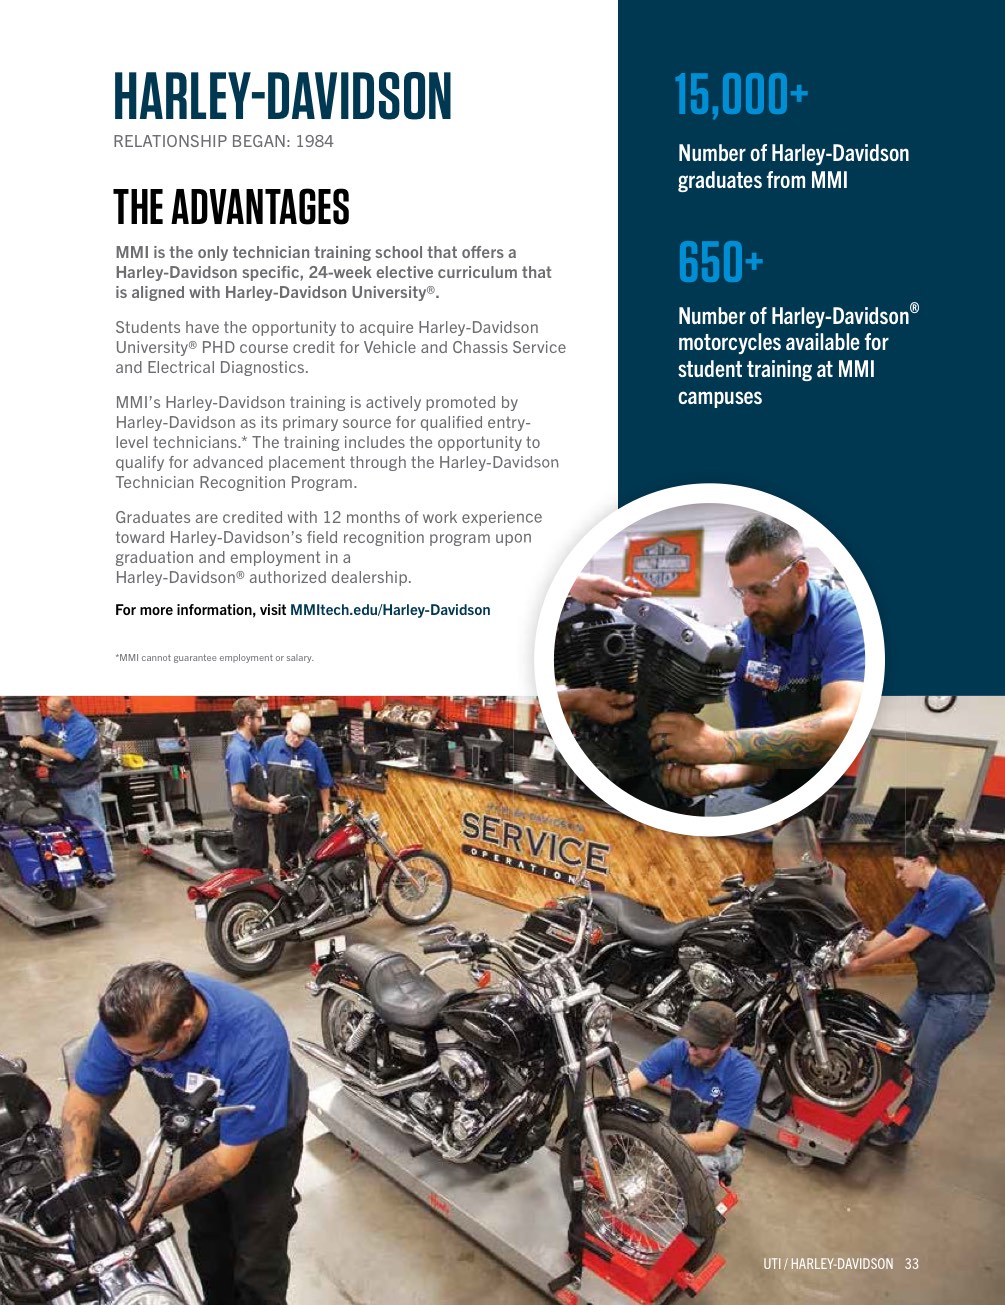 HARLEY-DAVIDSON
RELATIONSHIP BEGAN: 1984
THE ADVANTAGES
MMI is the only technician training school that offers a
Harley-Davidson specific, 24-week elective curriculum that
is aligned with Harley-Davidson University®.
Students have the opportunity to acquire Harley-Davidson
University® PHD course credit for Vehicle and Chassis Service
and Electrical Diagnostics.
MMI’s Harley-Davidson training is actively promoted by
Harley-Davidson as its primary source for qualified entry-
level technicians.* The training includes the opportunity to
qualify for advanced placement through the Harley-Davidson
Technician Recognition Program.
Graduates are credited with 12 months of work experience
toward Harley-Davidson’s field recognition program upon
graduation and employment in a
Harley-Davidson® authorized dealership.
For more information, visit MMItech.edu/Harley-Davidson
*MMI cannot guarantee employment or salary.
15,000+
Number of Harley-Davidson
graduates from MMI
650+
Number of Harley-Davidson®
motorcycles available for
student training at MMI
campuses
HARLEY-DAVIDSON
SERVICE
OPERATIONS
UTI / HARLEY-DAVIDSON 33